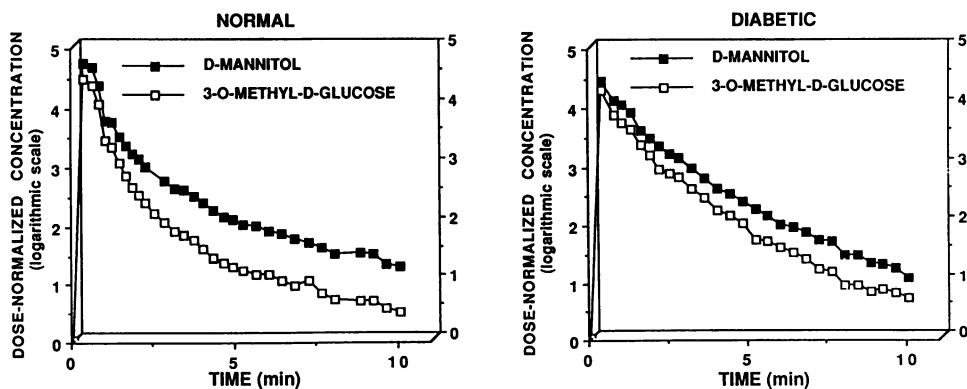 NORMAL
DOSE-NORMALIZED CONCENTRATION
(logarithmic scale)
5
4
3
2
1
0
D-MANNITOL
3-O-METHYL-D-GLUCOSE
5
4
3
2
1
0
0
5
10
TIME (min)
DIABETIC
DOSE-NORMALIZED CONCENTRATION
(logarithmic scale)
5
4
3
2
1
0
D-MANNITOL
3-O-METHYL-D-GLUCOSE
5
4
3
2
1
0
0
5
10
TIME (min)